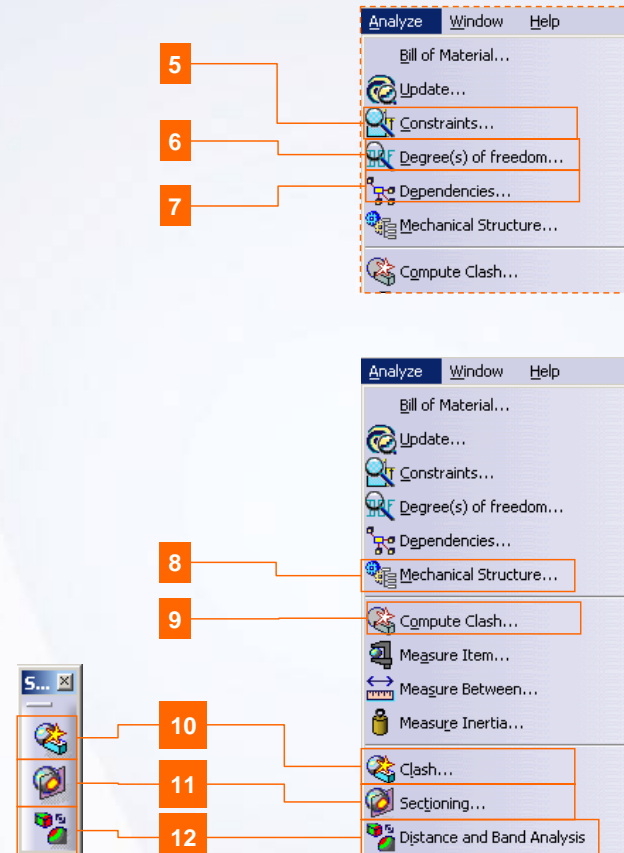 Analyze Window Help
Bill of Material...
5
Update...
Constraints...
6
Degree(s) of freedom...
7
Dependencies...
Mechanical Structure...
Compute Clash...
Analyze Window Help
Bill of Material...
Update...
Constraints...
Degree(s) of freedom...
Dependencies...
8
Mechanical Structure...
9
Compute Clash...
Measure Item...
Measure Between...
S...
10
Measure Inertia...
Clash...
11
Sectioning...
12
Distance and Band Analysis